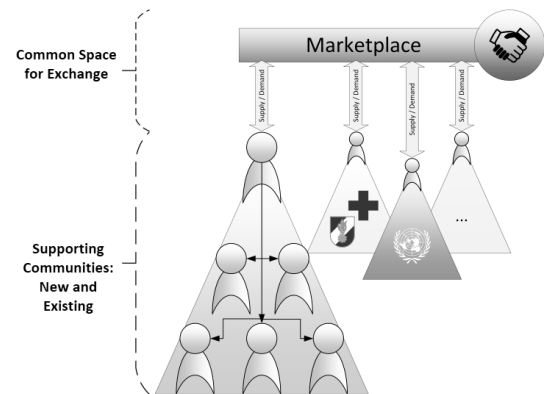 Marketplace
Common Space
for Exchange
Supply / Demand
Supply / Demand
Supply / Demand
Supply / Demand
Supporting
Communities:
New and
Existing
...